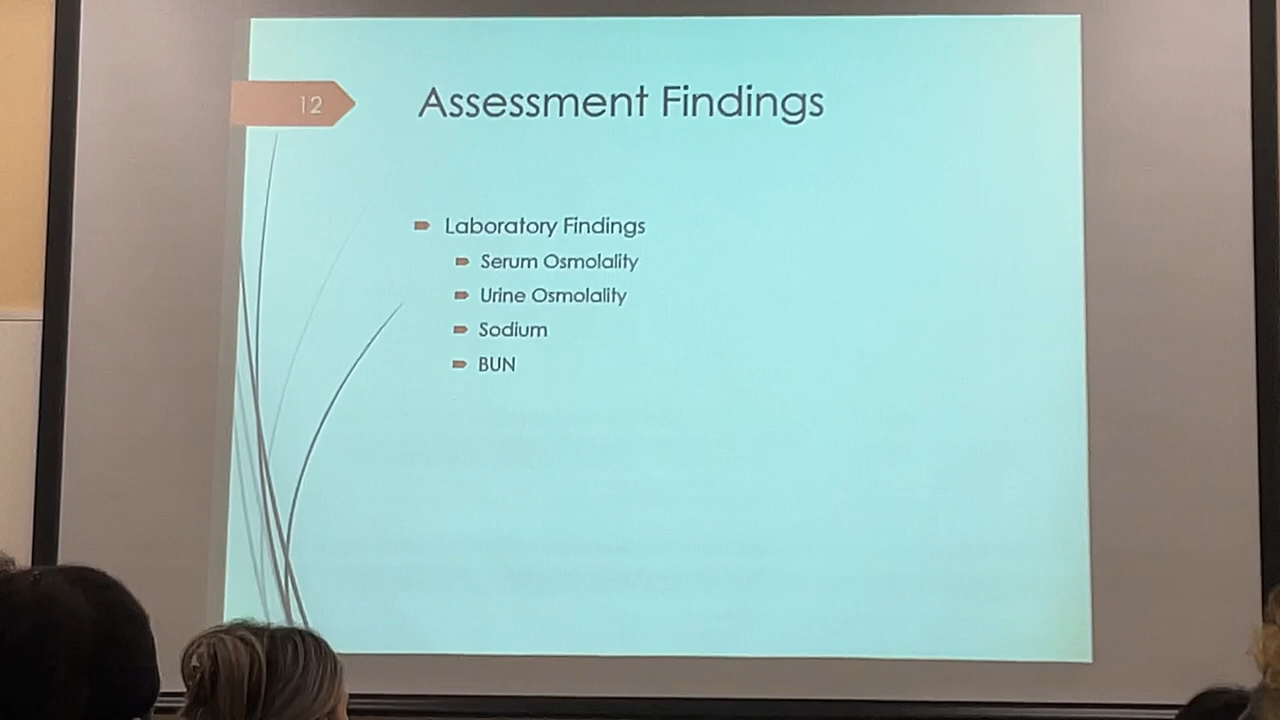 12
Assessment Findings
Laboratory Findings
Serum Osmolality
Urine Osmolality
Sodium
BUN